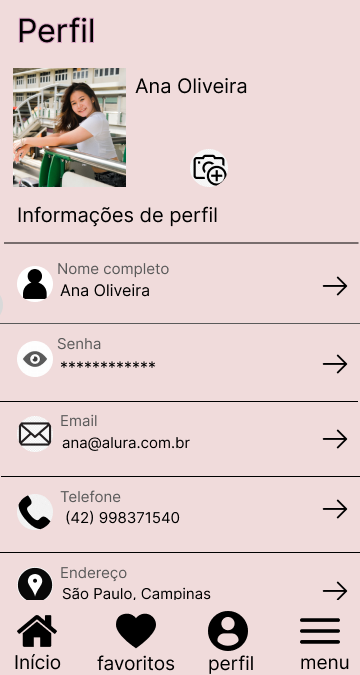 Perfil
Ana Oliveira
Informações de perfil
Nome completo
Ana Oliveira
Senha
************
Email
ana@alura.com.br
Telefone
(42) 998371540
Endereço
São Paulo, Campinas
Início favoritos perfil menu